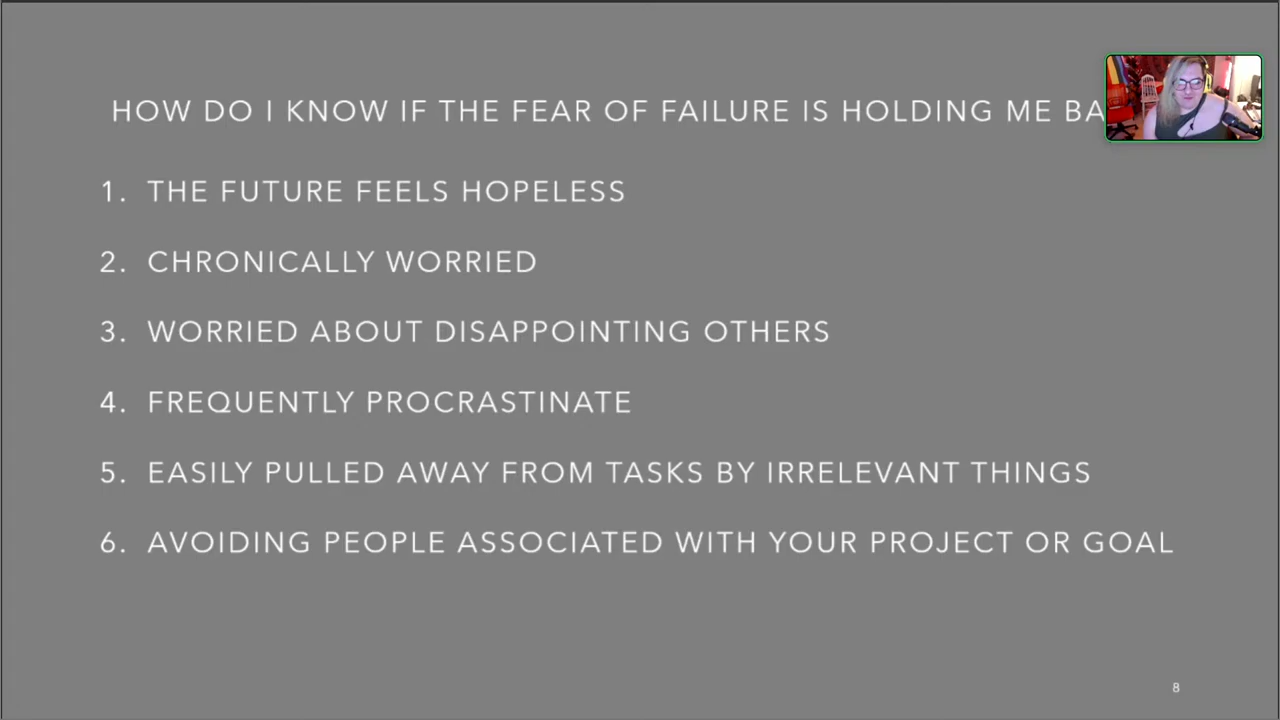 HOW DO I KNOW IF THE FEAR OF FAILURE IS HOLDING ME
1. THE FUTURE FEELS HOPELESS
2. CHRONICALLY WORRIED
3. WORRIED ABOUT DISAPPOINTING OTHERS
4. FREQUENTLY PROCRASTINATE
5. EASILY PULLED AWAY FROM TASKS BY IRRELEVANT THINGS
6. AVOIDING PEOPLE ASSOCIATED WITH YOUR PROJECT OR GOAL
8